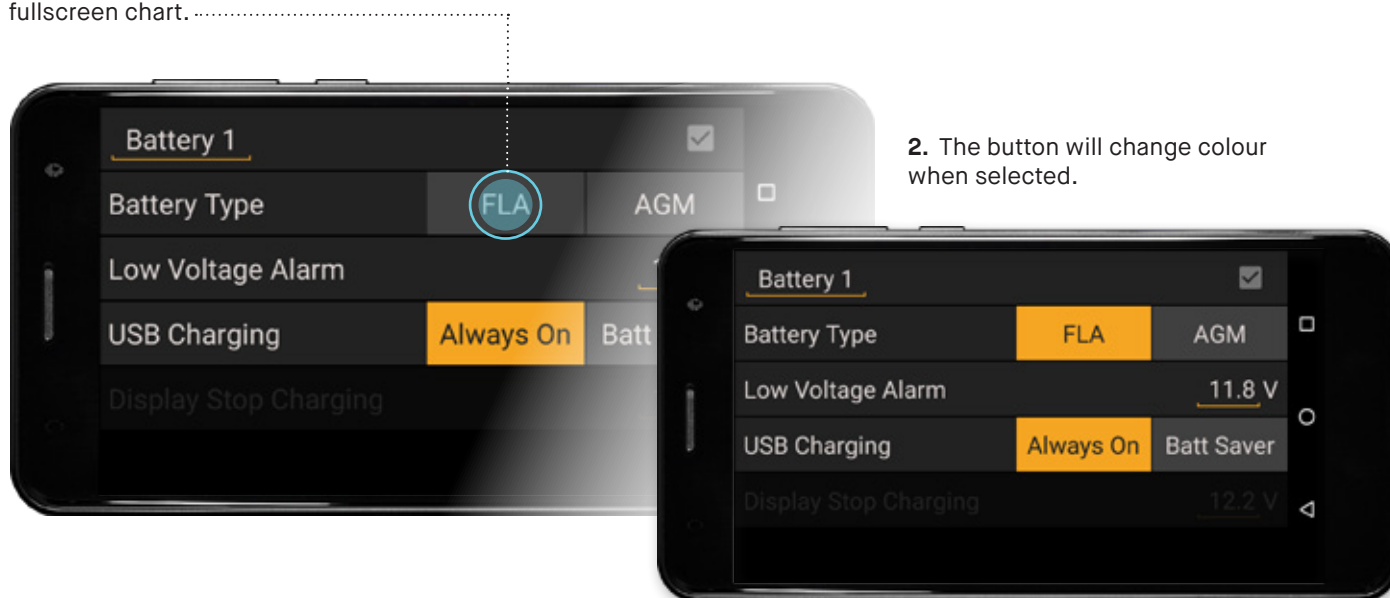 fullscreen chart.
Battery 1
Battery Type FLA AGM
Low Voltage Alarm
USB Charging Always On Batt
Display Stop Charging
2. The button will change colour
when selected.
Battery 1
Battery Type FLA AGM
Low Voltage Alarm 11.8 V
USB Charging Always On Batt Saver
Display Stop Charging 12.2 V